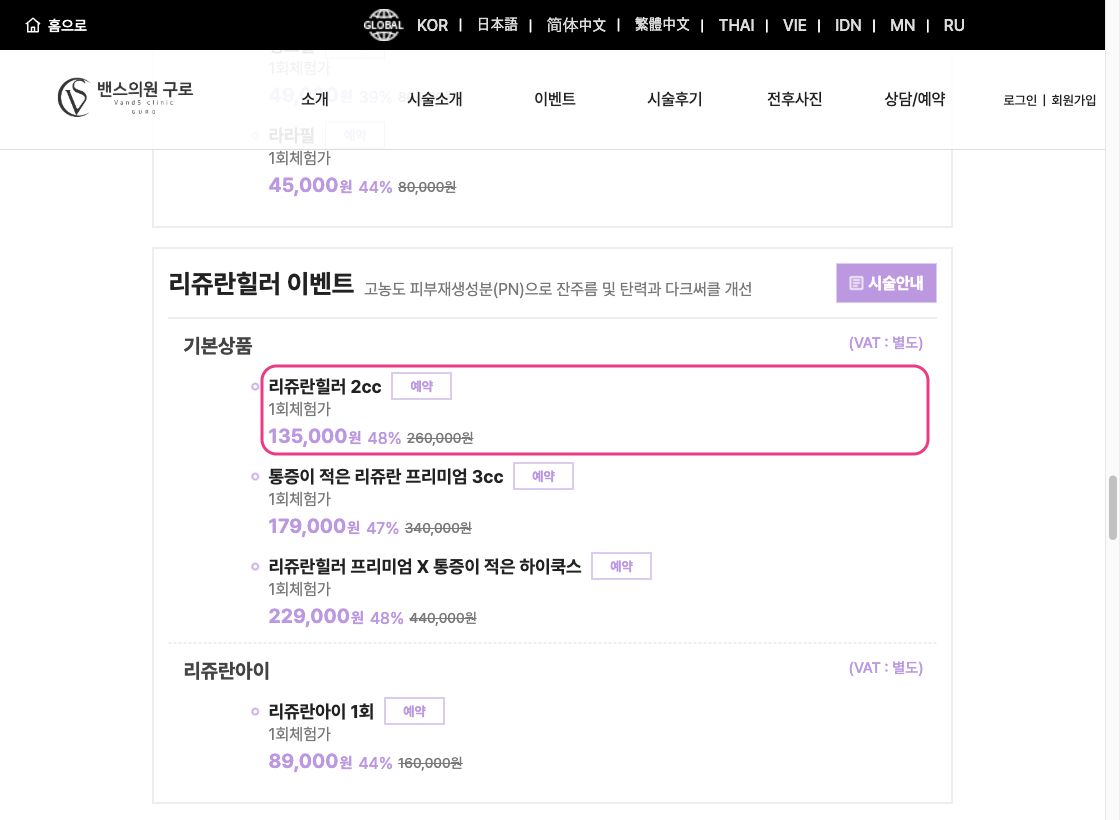 홈으로
GLOBAL KOR | 日本語 | 简体中文 | 繁體中文 | THAI | VIE | IDN | MN | RU
밴스의원 구로
VandS clinic
GURO
소개 시술소개 이벤트 시술후기 전후사진 상담/예약 로그인 | 회원가입
1회체험가
49,000원 39%
라라필 예약
1회체험가
45,000원 44% 80,000원
리쥬란힐러 이벤트 고농도 피부재생성분(PN)으로 잔주름 및 탄력과 다크써클 개선 시술안내
기본상품 (VAT : 별도)
리쥬란힐러 2cc 예약
1회체험가
135,000원 48% 260,000원
통증이 적은 리쥬란 프리미엄 3cc 예약
1회체험가
179,000원 47% 340,000원
리쥬란힐러 프리미엄 X 통증이 적은 하이쿡스 예약
1회체험가
229,000원 48% 440,000원
리쥬란아이 (VAT : 별도)
리쥬란아이 1회 예약
1회체험가
89,000원 44% 160,000원